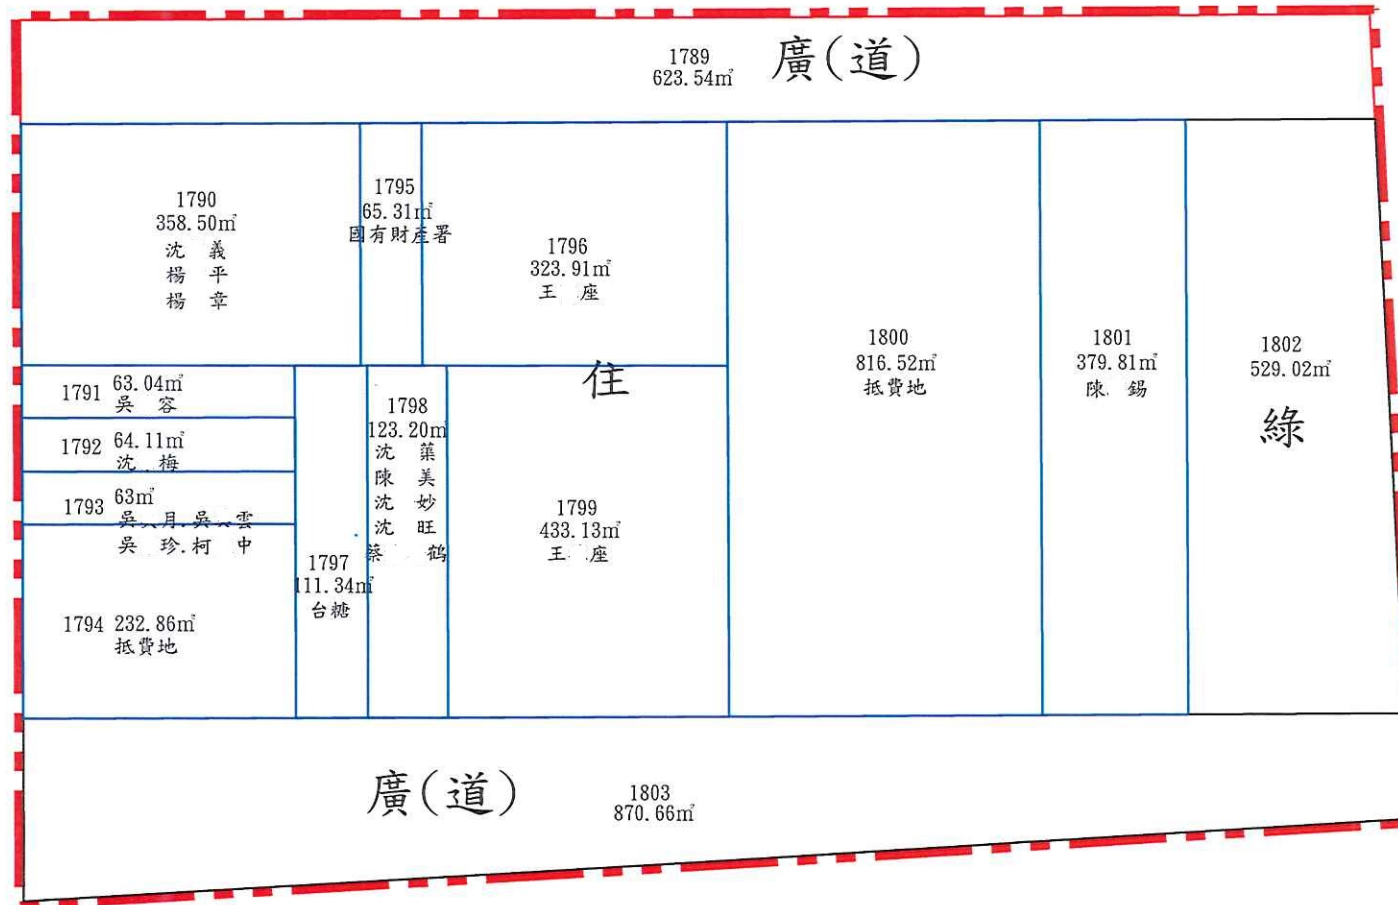 1789
623.54㎡
廣(道)
1790
358.50㎡
沈 義
楊 平
楊 章
1795
65.31㎡
國有財產署
1796
323.91㎡
王 座
住
1800
816.52㎡
抵費地
1801
379.81㎡
陳 錫
1802
529.02㎡
綠
1791 63.04㎡
吳 容
1792 64.11㎡
沈 梅
1793 63㎡
吳 月.吳 雲
吳 珍.柯 中
1794 232.86㎡
抵費地
1797
111.34㎡
台糖
1798
123.20㎡
沈
陳 美
沈 妙
沈 旺
蔡 鶴
1799
433.13㎡
王 座
廣(道)
1803
870.66㎡